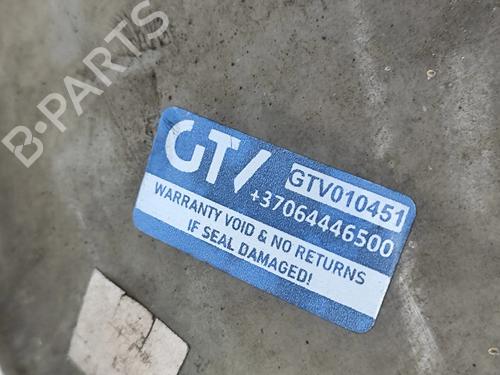 B-PARTS
GTV
GTV010451
+37064446500
WARRANTY VOID & NO RETURNS
IF SEAL DAMAGED!